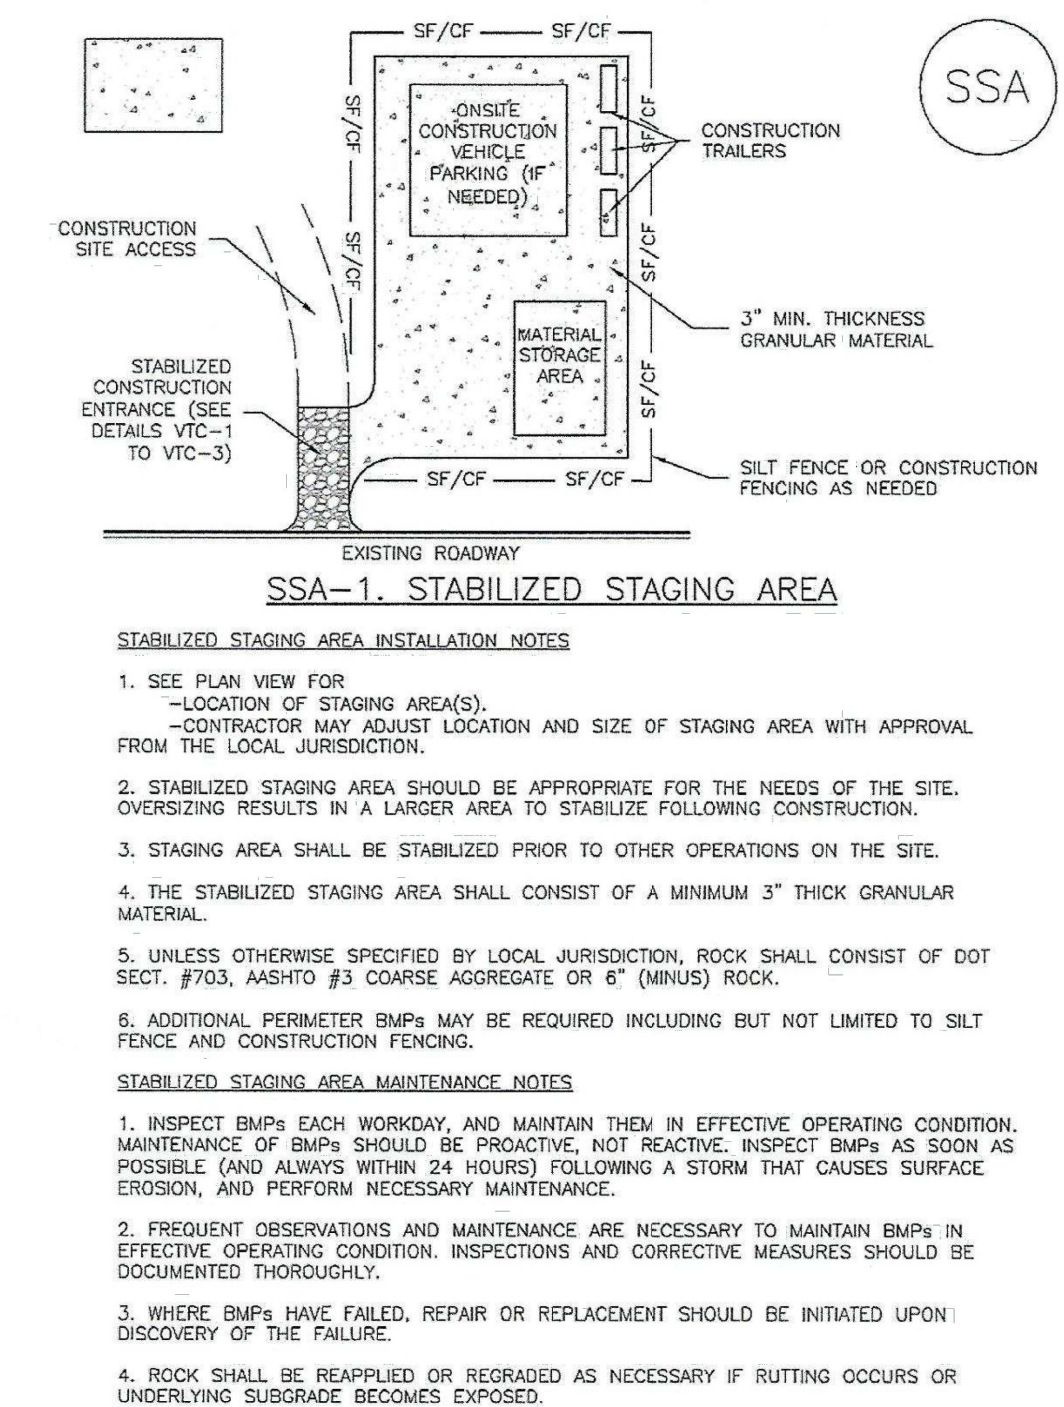 SF/CF SF/CF
SSA
ONSITE
CONSTRUCTION
VEHICLE
PARKING (IF
NEEDED)
SF/CF
SF/CF
CONSTRUCTION
TRAILERS
CONSTRUCTION
SITE ACCESS
SF/CF
SF/CF
3" MIN. THICKNESS
GRANULAR MATERIAL
MATERIAL
STORAGE
AREA
STABILIZED
CONSTRUCTION
ENTRANCE (SEE
DETAILS VTC-1
TO VTC-3)
SF/CF
SF/CF SF/CF
SILT FENCE OR CONSTRUCTION
FENCING AS NEEDED
EXISTING ROADWAY
SSA-1. STABILIZED STAGING AREA
STABILIZED STAGING AREA INSTALLATION NOTES
1. SEE PLAN VIEW FOR
-LOCATION OF STAGING AREA(S).
-CONTRACTOR MAY ADJUST LOCATION AND SIZE OF STAGING AREA WITH APPROVAL
FROM THE LOCAL JURISDICTION.
2. STABILIZED STAGING AREA SHOULD BE APPROPRIATE FOR THE NEEDS OF THE SITE.
OVERSIZING RESULTS IN A LARGER AREA TO STABILIZE FOLLOWING CONSTRUCTION.
3. STAGING AREA SHALL BE STABILIZED PRIOR TO OTHER OPERATIONS ON THE SITE.
4. THE STABILIZED STAGING AREA SHALL CONSIST OF A MINIMUM 3" THICK GRANULAR
MATERIAL.
5. UNLESS OTHERWISE SPECIFIED BY LOCAL JURISDICTION, ROCK SHALL CONSIST OF DOT
SECT. #703, AASHTO #3 COARSE AGGREGATE OR 6" (MINUS) ROCK.
6. ADDITIONAL PERIMETER BMPs MAY BE REQUIRED INCLUDING BUT NOT LIMITED TO SILT
FENCE AND CONSTRUCTION FENCING.
STABILIZED STAGING AREA MAINTENANCE NOTES
1. INSPECT BMPs EACH WORKDAY, AND MAINTAIN THEM IN EFFECTIVE OPERATING CONDITION.
MAINTENANCE OF BMPs SHOULD BE PROACTIVE, NOT REACTIVE. INSPECT BMPs AS SOON AS
POSSIBLE (AND ALWAYS WITHIN 24 HOURS) FOLLOWING A STORM THAT CAUSES SURFACE
EROSION, AND PERFORM NECESSARY MAINTENANCE.
2. FREQUENT OBSERVATIONS AND MAINTENANCE ARE NECESSARY TO MAINTAIN BMPs IN
EFFECTIVE OPERATING CONDITION. INSPECTIONS AND CORRECTIVE MEASURES SHOULD BE
DOCUMENTED THOROUGHLY.
3. WHERE BMPs HAVE FAILED, REPAIR OR REPLACEMENT SHOULD BE INITIATED UPON
DISCOVERY OF THE FAILURE.
4. ROCK SHALL BE REAPPLIED OR REGRADED AS NECESSARY IF RUTTING OCCURS OR
UNDERLYING SUBGRADE BECOMES EXPOSED.